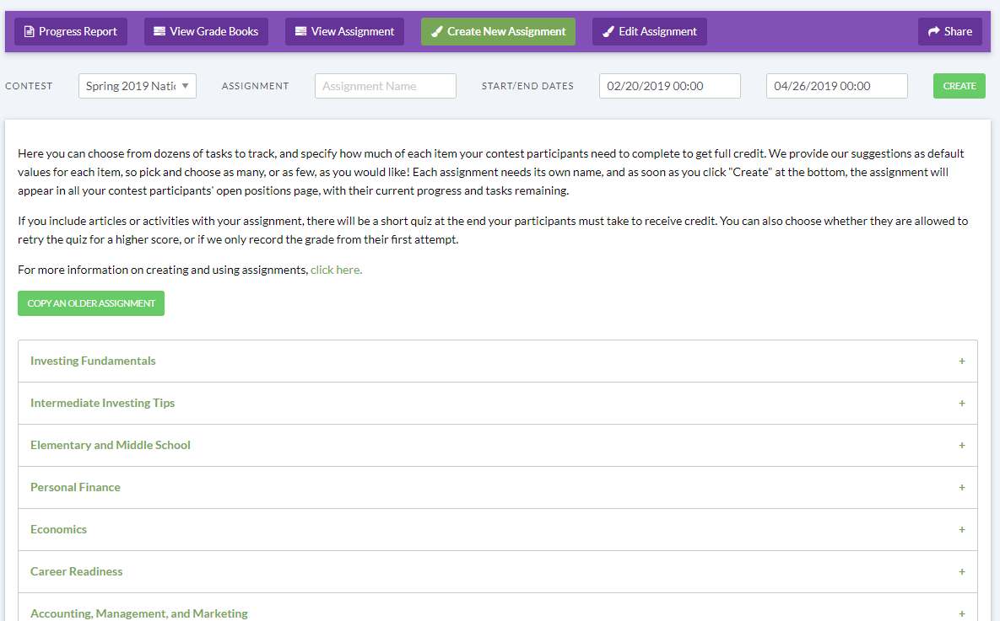 Progress Report View Grade Books View Assignment Create New Assignment Edit Assignment Share
CONTEST Spring 2019 Natio ASSIGNMENT Assignment Name START/END DATES 02/20/2019 00:00 04/26/2019 00:00 CREATE
Here you can choose from dozens of tasks to track, and specify how much of each item your contest participants need to complete to get full credit. We provide our suggestions as default
values for each item, so pick and choose as many, or as few, as you would like! Each assignment needs its own name, and as soon as you click "Create" at the bottom, the assignment will
appear in all your contest participants' open positions page, with their current progress and tasks remaining.
If you include articles or activities with your assignment, there will be a short quiz at the end your participants must take to receive credit. You can also choose whether they are allowed to
retry the quiz for a higher score, or if we only record the grade from their first attempt.
For more information on creating and using assignments, click here.
COPY AN OLDER ASSIGNMENT
Investing Fundamentals +
Intermediate Investing Tips +
Elementary and Middle School +
Personal Finance +
Economics +
Career Readiness +
Accounting, Management, and Marketing +